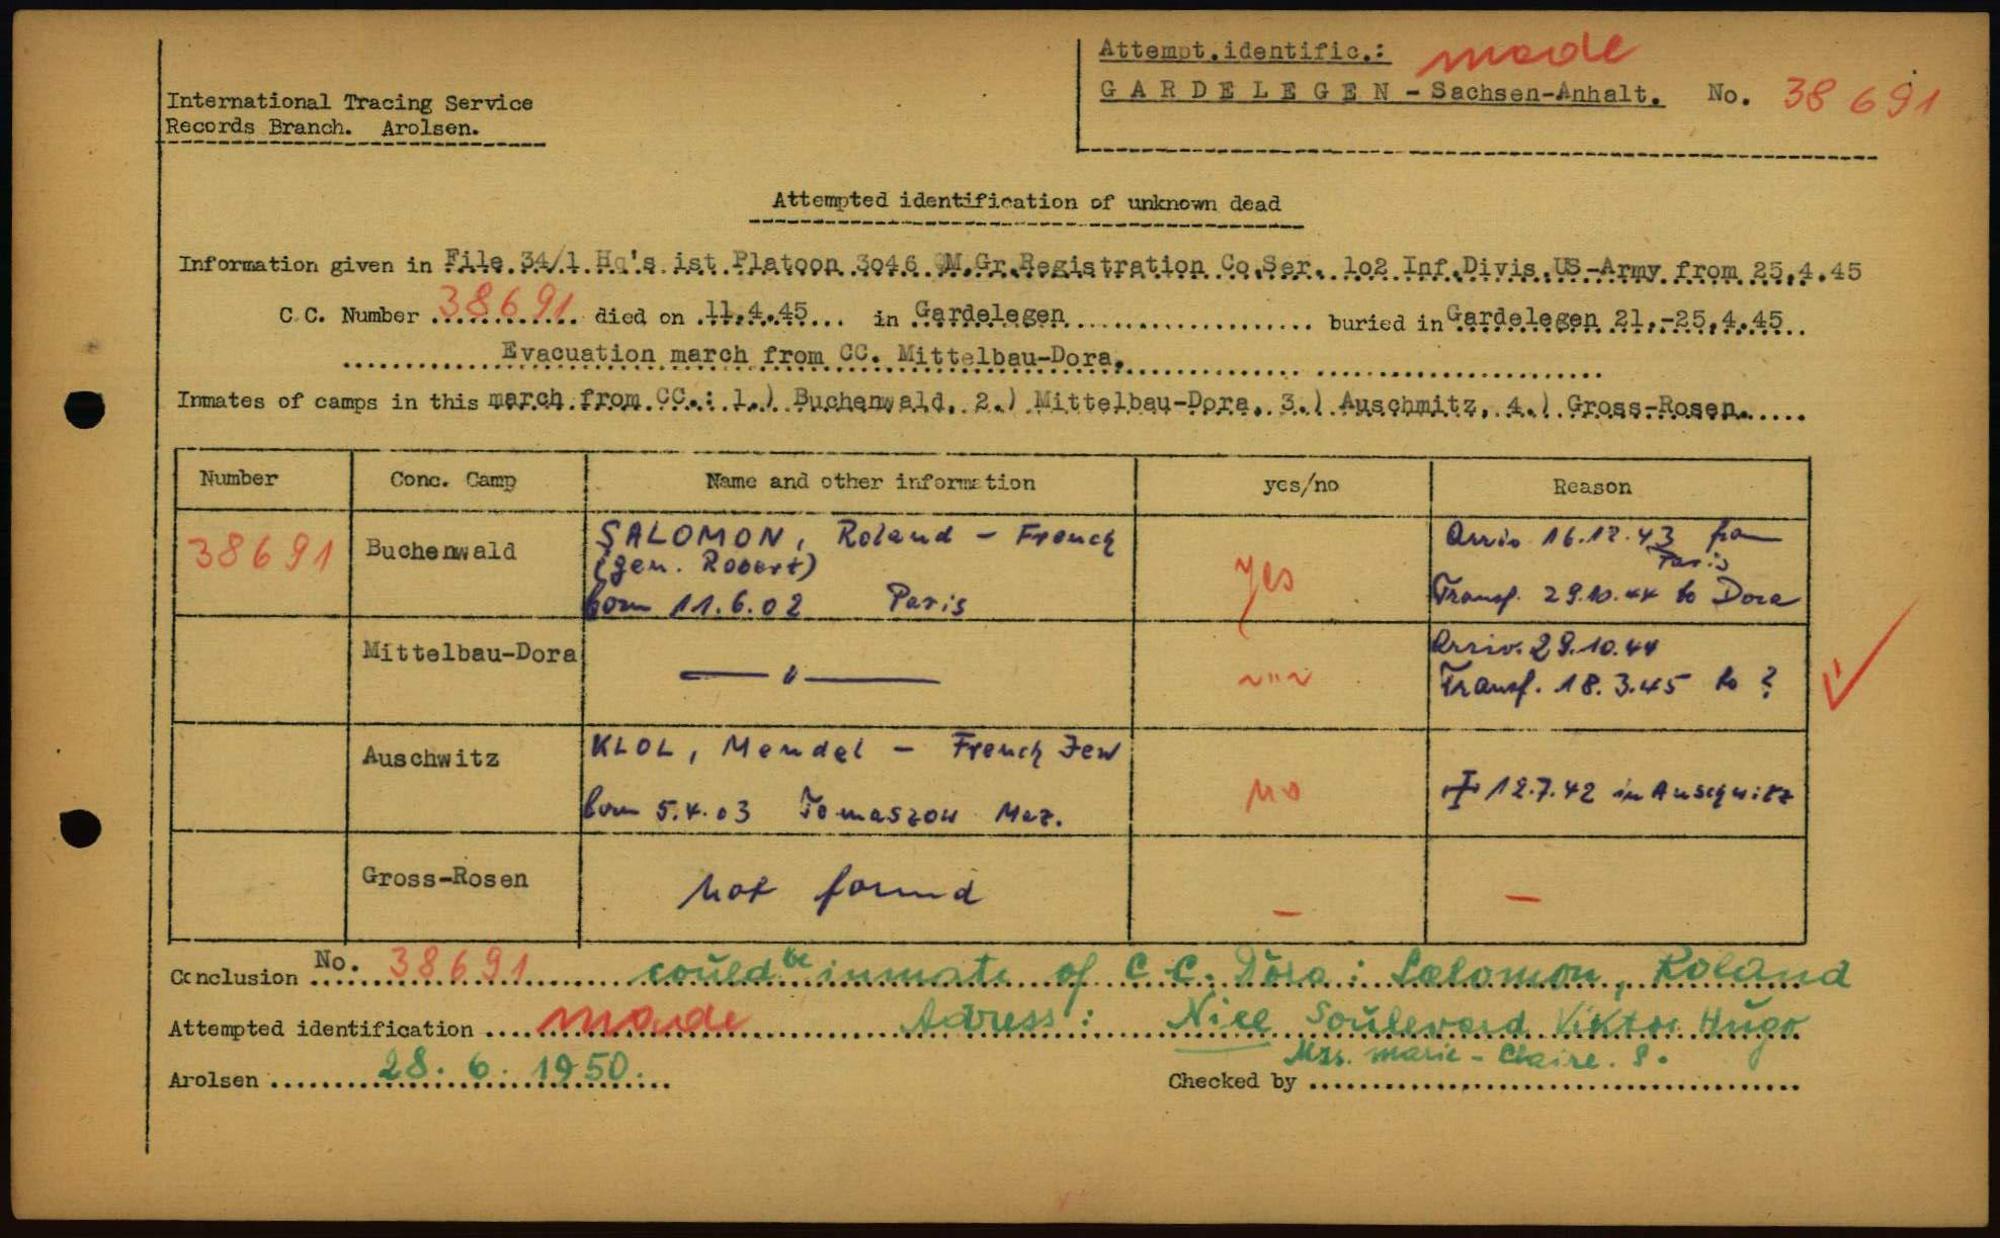 Attempt.identific.: made
GARDELEGEN - Sachsen-Anhalt. No. 38 691
International Tracing Service
Records Branch. Arolsen.
Attempted identification of unknown dead
Information given in File 34/1 Hq's ist Platoon 3o46 QM.Gr.Registration Co.Ser. 1o2 Inf.Divis.US-Army from 25.4.45
C.C. Number 38691 died on 11.4.45 in Gardelegen buried in Gardelegen 21.-25.4.45
Evacuation march from CC. Mittelbau-Dora.
Inmates of camps in this march from CC.: 1.) Buchenwald, 2.) Mittelbau-Dora, 3.) Auschmitz, 4.) Gross-Rosen.
Number Conc. Camp Name and other information yes/no Reason
38691 Buchenwald SALOMON, Roland - French yes Arriv. 16.12.43 from
(gen. Robert) Paris
born 11.6.02 Paris Transf. 29.10.44 to Dora
Mittelbau-Dora — " — ~"~ Arriv. 29.10.44
Transf. 18.3.45 to ?
Auschwitz KLOL, Mendel - French Jew no
born 5.4.03 Tomaszow Maz. + 12.7.42 in Auschwitz
Gross-Rosen not found — —
Conclusion No. 38691 could be inmate of C.C. Dora: Salomon, Roland
Attempted identification made Adress: Nice Boulevard Viktor Hugo
Mrs. Marie-Claire. S.
Arolsen 28. 6. 1950. Checked by